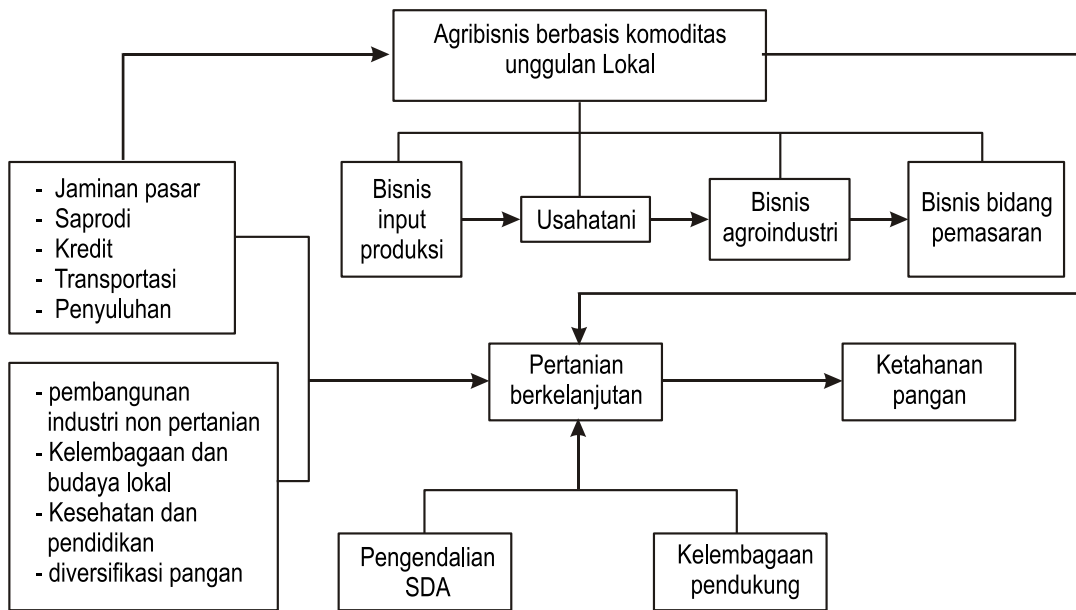 Agribisnis berbasis komoditas
unggulan Lokal
- Jaminan pasar
- Saprodi
- Kredit
- Transportasi
- Penyuluhan
Bisnis
input
produksi
Usahatani
Bisnis
agroindustri
Bisnis bidang
pemasaran
- pembangunan
industri non pertanian
- Kelembagaan dan
budaya lokal
- Kesehatan dan
pendidikan
- diversifikasi pangan
Pertanian
berkelanjutan
Ketahanan
pangan
Pengendalian
SDA
Kelembagaan
pendukung